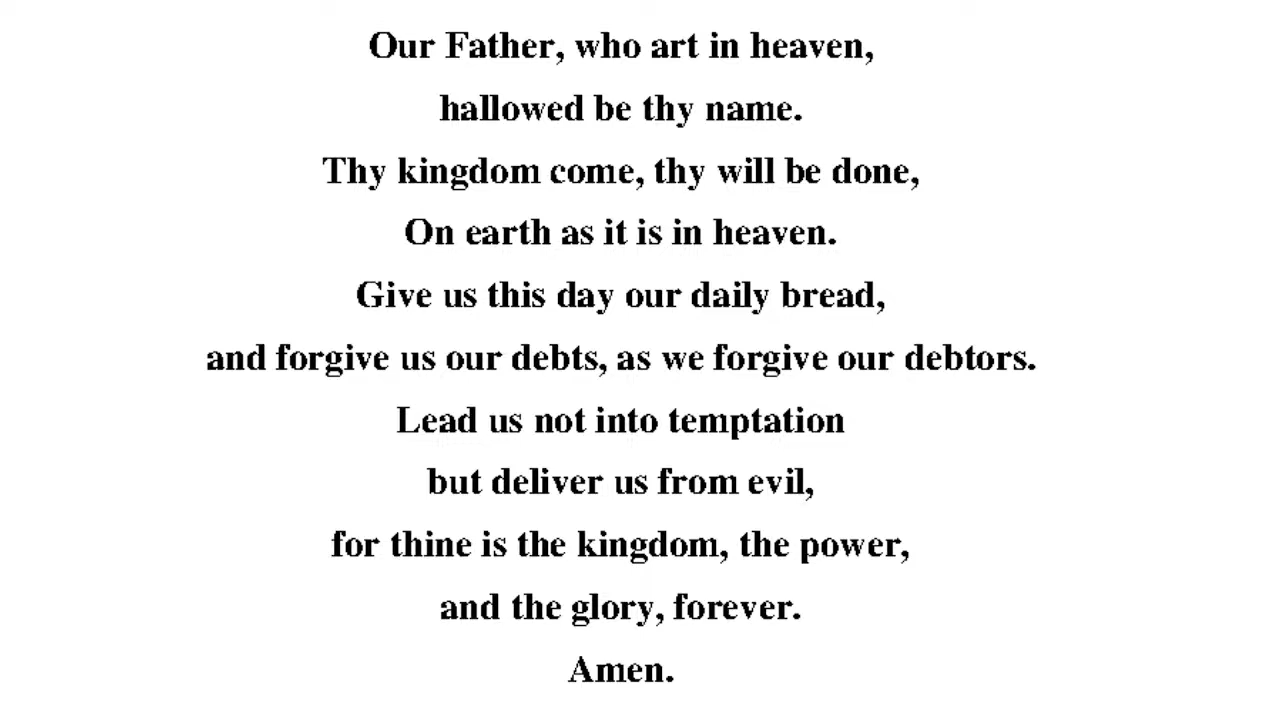 Our Father, who art in heaven,
hallowed be thy name.
Thy kingdom come, thy will be done,
On earth as it is in heaven.
Give us this day our daily bread,
and forgive us our debts, as we forgive our debtors.
Lead us not into temptation
but deliver us from evil,
for thine is the kingdom, the power,
and the glory, forever.
Amen.